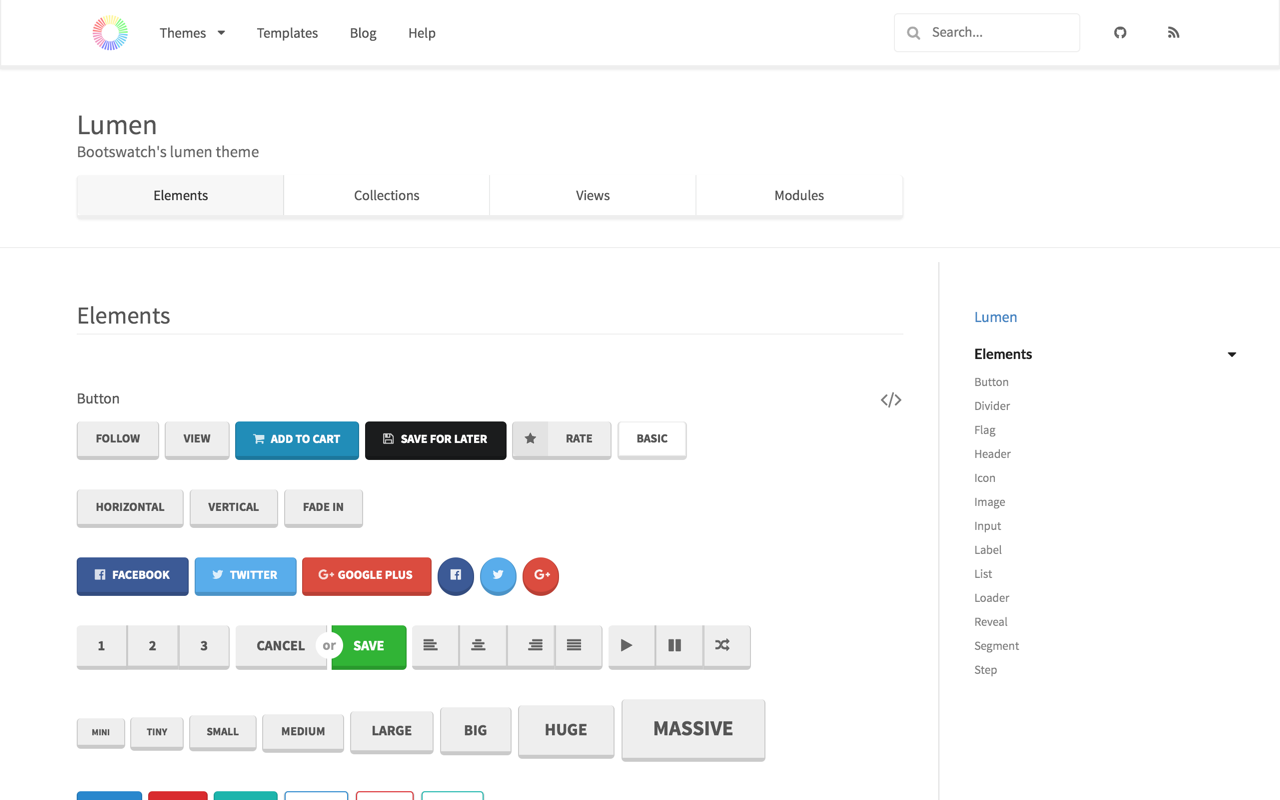 Themes Templates Blog Help Search...
Lumen
Bootswatch's lumen theme
Elements Collections Views Modules
Elements
Button
FOLLOW VIEW ADD TO CART SAVE FOR LATER RATE BASIC
HORIZONTAL VERTICAL FADE IN
FACEBOOK TWITTER GOOGLE PLUS
1 2 3 CANCEL or SAVE
MINI TINY SMALL MEDIUM LARGE BIG HUGE MASSIVE
Lumen
Elements
Button
Divider
Flag
Header
Icon
Image
Input
Label
List
Loader
Reveal
Segment
Step